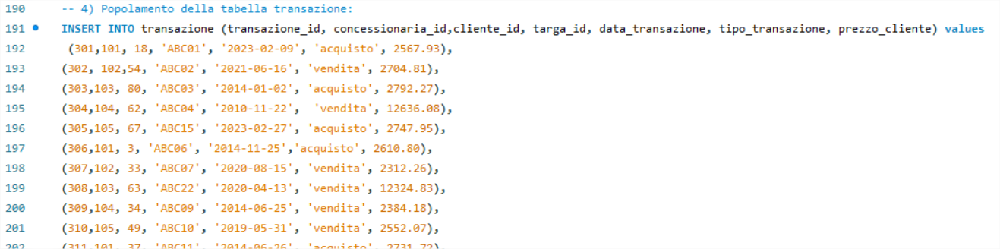 190 -- 4) Popolamento della tabella transazione:
191 INSERT INTO transazione (transazione_id, concessionaria_id,cliente_id, targa_id, data_transazione, tipo_transazione, prezzo_cliente) values
192 (301,101, 18, 'ABC01', '2023-02-09', 'acquisto', 2567.93),
193 (302, 102,54, 'ABC02', '2021-06-16', 'vendita', 2704.81),
194 (303,103, 80, 'ABC03', '2014-01-02', 'acquisto', 2792.27),
195 (304,104, 62, 'ABC04', '2010-11-22',  'vendita', 12636.08),
196 (305,105, 67, 'ABC15', '2023-02-27', 'acquisto', 2747.95),
197 (306,101, 3, 'ABC06', '2014-11-25','acquisto', 2610.80),
198 (307,102, 33, 'ABC07', '2020-08-15', 'vendita', 2312.26),
199 (308,103, 63, 'ABC22', '2020-04-13', 'vendita', 12324.83),
200 (309,104, 34, 'ABC09', '2014-06-25', 'vendita', 2384.18),
201 (310,105, 49, 'ABC10', '2019-05-31', 'vendita', 2552.07),
202 (311,101, 37, 'ABC11', '2014-06-26', 'acquisto', 2731.72),